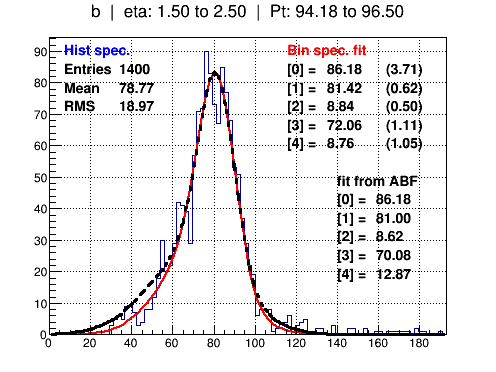 b | eta: 1.50 to 2.50 | Pt: 94.18 to 96.50
Hist spec.
Entries 1400
Mean 78.77
RMS 18.97
Bin spec. fit
[0] = 86.18 (3.71)
[1] = 81.42 (0.62)
[2] = 8.84 (0.50)
[3] = 72.06 (1.11)
[4] = 8.76 (1.05)
fit from ABF
[0] = 86.18
[1] = 81.00
[2] = 8.62
[3] = 70.08
[4] = 12.87
90
80
70
60
50
40
30
20
10
0
0 20 40 60 80 100 120 140 160 180